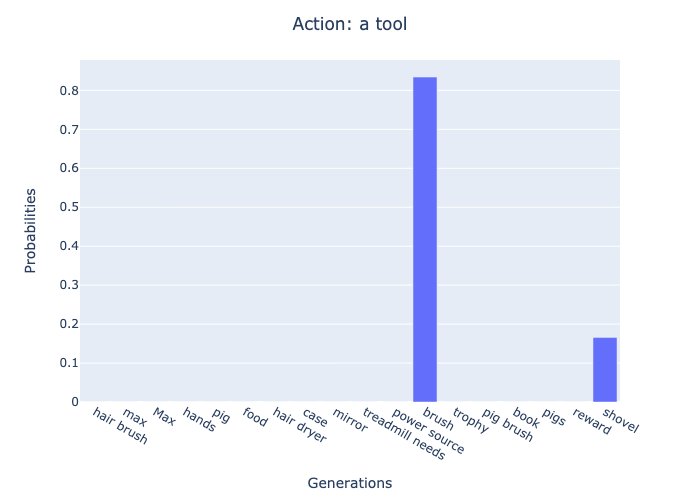 Action: a tool
Probabilities
0.8
0.7
0.6
0.5
0.4
0.3
0.2
0.1
0
hair brush
max
Max
hands
pig
food
hair dryer
case
mirror
treadmill needs
power source
brush
trophy
pig brush
book
pigs
reward
shovel
Generations